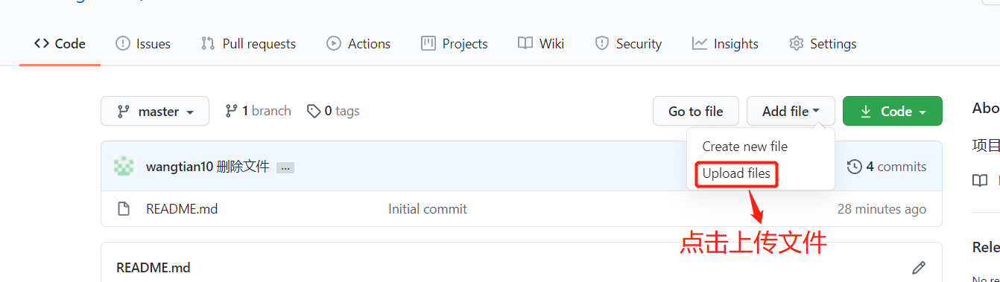 Code Issues Pull requests Actions Projects Wiki Security Insights Settings
master 1 branch 0 tags Go to file Add file Code
Create new file
Upload files
wangtian10 删除文件 ... 4 commits
README.md Initial commit 28 minutes ago
点击上传文件
README.md
Abo
项目
Rele
No re